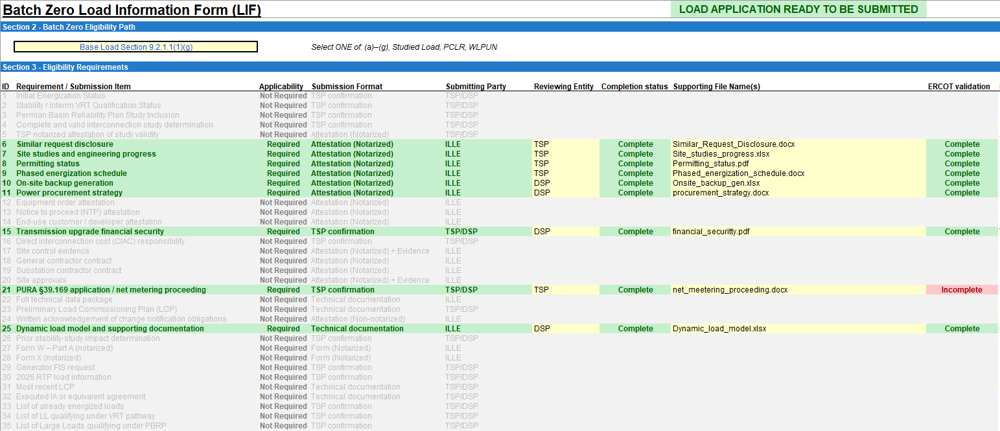 Batch Zero Load Information Form (LIF) LOAD APPLICATION READY TO BE SUBMITTED
Section 2 - Batch Zero Eligibility Path
Base Load Section 9.2.1.1(1)(g) Select ONE of: (a)–(g), Studied Load, PCLR, WLPUN
Section 3 - Eligibility Requirements
ID Requirement / Submission Item Applicability Submission Format Submitting Party Reviewing Entity Completion status Supporting File Name(s) ERCOT validation
1 Initial Energization Status Not Required TSP confirmation TSP/DSP
2 Stability / Interim VRT Qualification Status Not Required TSP confirmation TSP/DSP
3 Permian Basin Reliability Plan Study Inclusion Not Required TSP confirmation TSP/DSP
4 Complete and valid interconnection study determination Not Required TSP confirmation TSP/DSP
5 TSP notarized attestation of study validity Not Required Attestation (Notarized) TSP/DSP
6 Similar request disclosure Required Attestation (Notarized) ILLE TSP Complete Similar_Request_Disclosure.docx Complete
7 Site studies and engineering progress Required Attestation (Notarized) ILLE TSP Complete Site_studies_progress.xlsx Complete
8 Permitting status Required Attestation (Notarized) ILLE TSP Complete Permitting_status.pdf Complete
9 Phased energization schedule Required Attestation (Notarized) ILLE TSP Complete Phased_energization_schedule.docx Complete
10 On-site backup generation Required Attestation (Notarized) ILLE DSP Complete Onsite_backup_gen.xlsx Complete
11 Power procurement strategy Required Attestation (Notarized) ILLE DSP Complete procurement_strategy.docx Complete
12 Equipment order attestation Not Required Attestation (Notarized) ILLE
13 Notice to proceed (NTP) attestation Not Required Attestation (Notarized) ILLE
14 End-use customer / developer attestation Not Required Attestation (Notarized) ILLE
15 Transmission upgrade financial security Required TSP confirmation TSP/DSP DSP Complete financial_securitty.pdf Complete
16 Direct interconnection cost (CIAC) responsibility Not Required TSP confirmation TSP/DSP
17 Site control evidence Not Required Attestation (Notarized) + Evidence ILLE
18 General contractor contract Not Required Attestation (Notarized) ILLE
19 Substation contractor contract Not Required Attestation (Notarized) ILLE
20 Site approvals Not Required Attestation (Notarized) + Evidence ILLE
21 PURA §39.169 application / net metering proceeding Required TSP confirmation TSP/DSP TSP Complete net_meetering_proceeding.docx Incomplete
22 Full technical data package Not Required Technical documentation ILLE
23 Preliminary Load Commissioning Plan (LCP) Not Required Technical documentation TSP/DSP
24 Written acknowledgement of change notification obligations Not Required Attestation (Non-notarized) ILLE
25 Dynamic load model and supporting documentation Required Technical documentation ILLE DSP Complete Dynamic_load_model.xlsx Complete
26 Prior stability-study impact determination Not Required TSP confirmation TSP/DSP
27 Form W – Part A (notarized) Not Required Form (Notarized) ILLE
28 Form X (notarized) Not Required Form (Notarized) ILLE
29 Generator FIS request Not Required TSP confirmation TSP/DSP
30 2026 RTP load information Not Required TSP confirmation TSP/DSP
31 Most recent LCP Not Required Technical documentation TSP/DSP
32 Executed IA or equivalent agreement Not Required Technical documentation TSP/DSP
33 List of already energized loads Not Required TSP confirmation TSP/DSP
34 List of LL qualifying under VRT pathway Not Required TSP confirmation TSP/DSP
35 List of Large Loads qualifying under PBRP Not Required TSP confirmation TSP/DSP